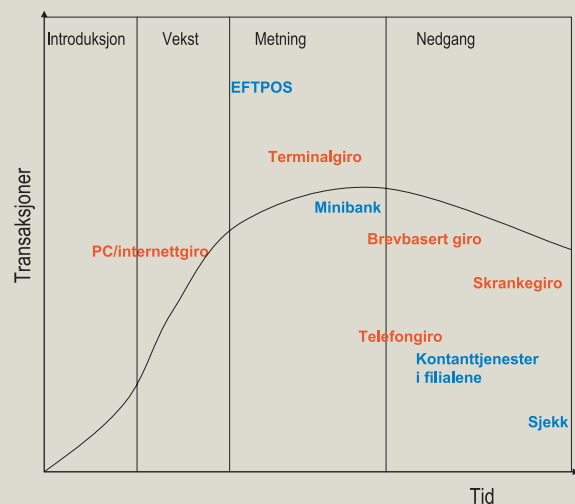 Introduksjon
Vekst
Metning
Nedgang
EFTPOS
Terminalgiro
Minibank
PC/internettgiro
Brevbasert giro
Skrankegiro
Telefongiro
Kontanttjenester
i filialene
Sjekk
Transaksjoner
Tid